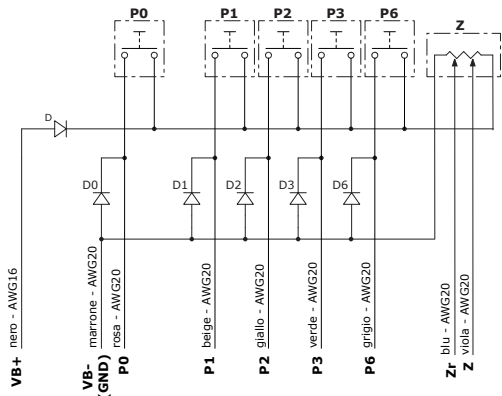 P0
P1
P2
P3
P6
Z
D
D0
D1
D2
D3
D6
nero - AWG16
marrone - AWG20
rosa - AWG20
beige - AWG20
giallo - AWG20
verde - AWG20
grigio - AWG20
blu - AWG20
viola - AWG20
VB+
VB-
(GND)
P0
P1
P2
P3
P6
Zr
Z